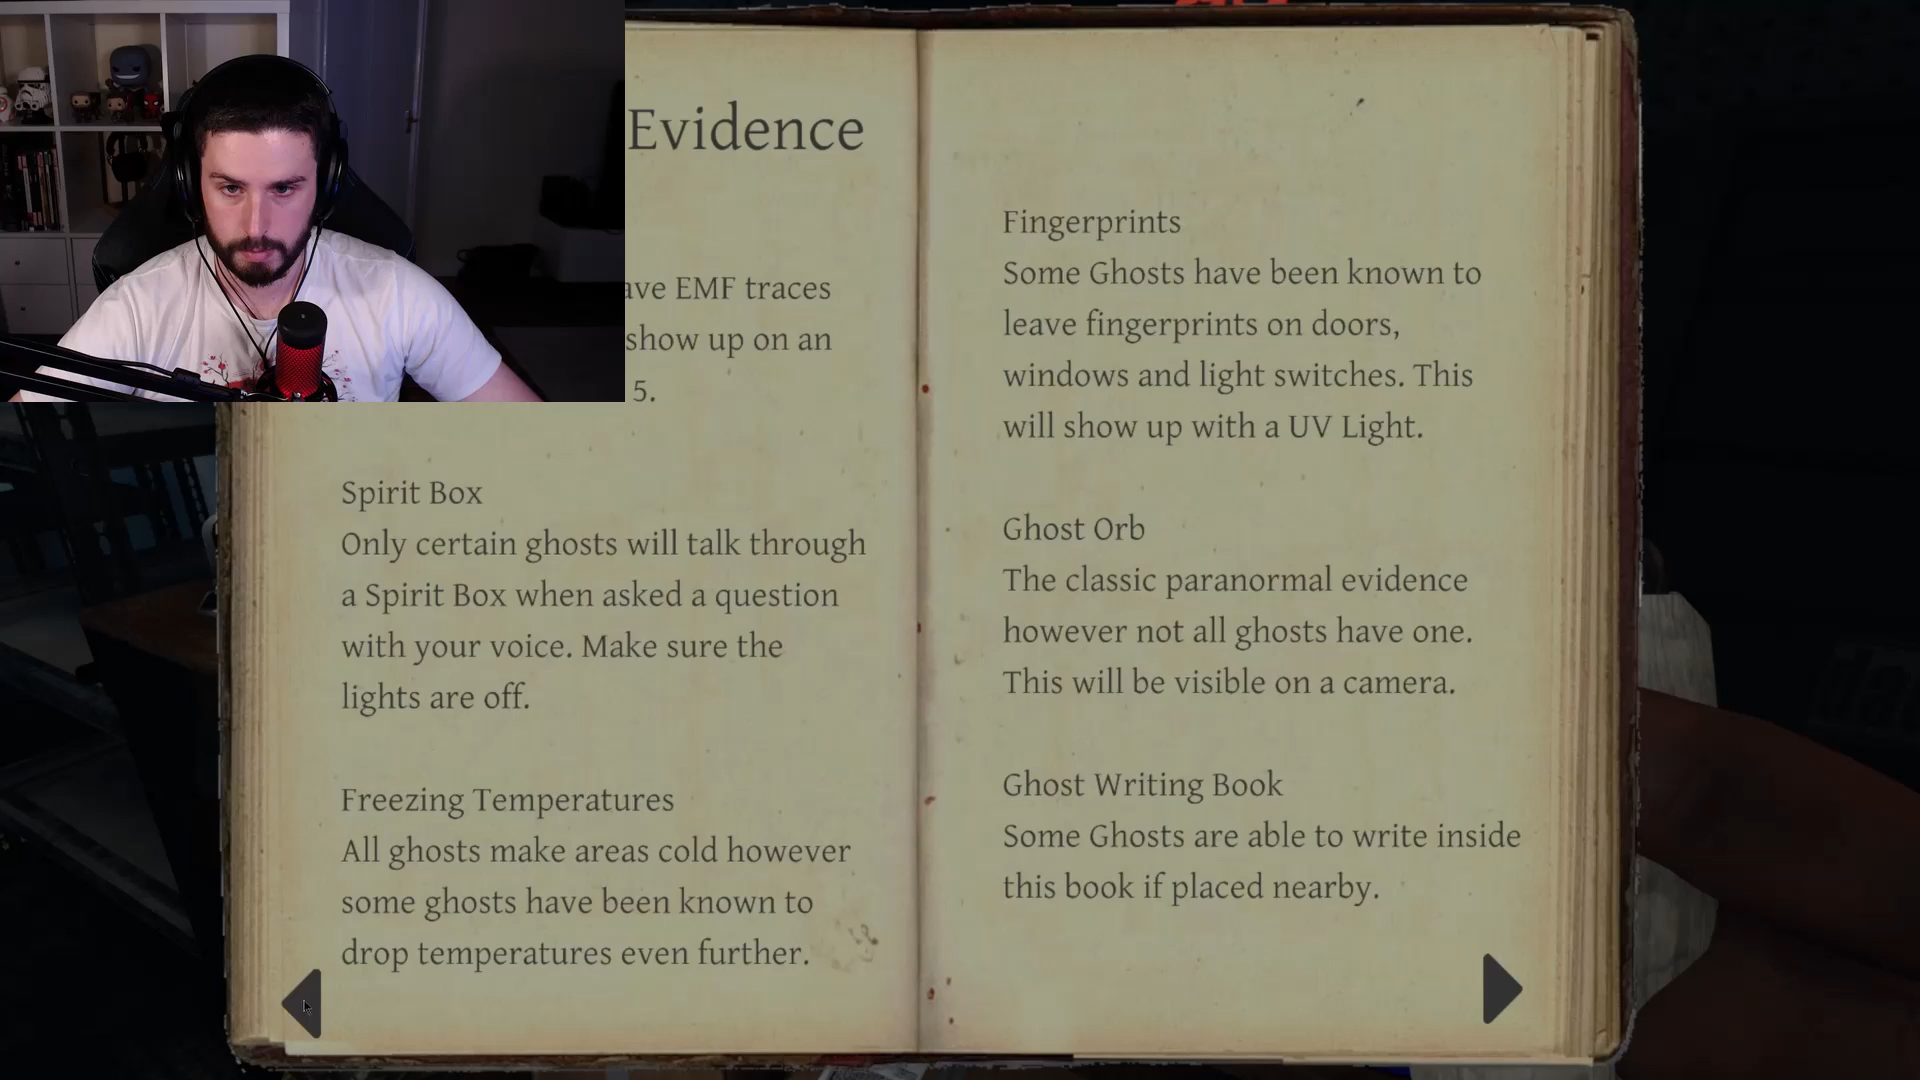 Evidence
EMF traces
show up on an
5.
Spirit Box
Only certain ghosts will talk through
a Spirit Box when asked a question
with your voice. Make sure the
lights are off.
Freezing Temperatures
All ghosts make areas cold however
some ghosts have been known to
drop temperatures even further.
Fingerprints
Some Ghosts have been known to
leave fingerprints on doors,
windows and light switches. This
will show up with a UV Light.
Ghost Orb
The classic paranormal evidence
however not all ghosts have one.
This will be visible on a camera.
Ghost Writing Book
Some Ghosts are able to write inside
this book if placed nearby.